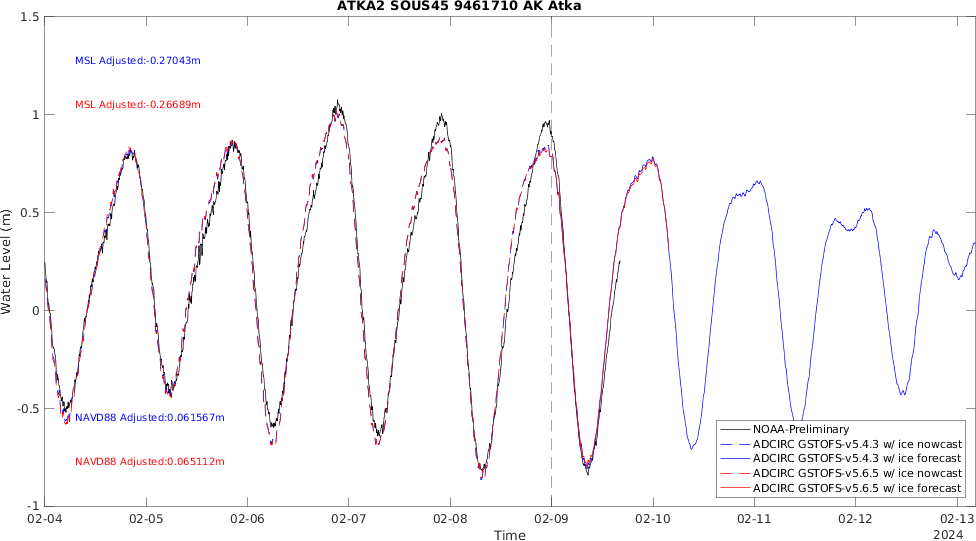 ATKA2 SOUS45 9461710 AK Atka
1.5
MSL Adjusted:-0.27043m
MSL Adjusted:-0.26689m
1
0.5
Water Level (m)
0
-0.5
NAVD88 Adjusted:0.061567m
NAVD88 Adjusted:0.065112m
NOAA-Preliminary
ADCIRC GSTOFS-v5.4.3 w/ ice nowcast
ADCIRC GSTOFS-v5.4.3 w/ ice forecast
ADCIRC GSTOFS-v5.6.5 w/ ice nowcast
ADCIRC GSTOFS-v5.6.5 w/ ice forecast
-1
02-04 02-05 02-06 02-07 02-08 02-09 02-10 02-11 02-12 02-13
Time
2024